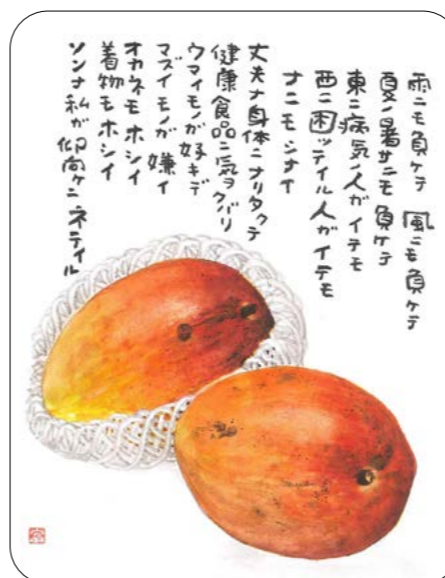 雨ニモ負ケテ 風ニモ負ケテ
夏ノ暑サニモ負ケテ
東ニ病気ノ人ガイテモ
西ニ困ッテイル人ガイテモ
ナニモシナイ
丈夫ナ身体ニナリタクテ
健康食品ニ気ヲクバリ
ウマイモノガ好キデ
マズイモノガ嫌イ
オカネモホシイ
着物モホシイ
ソンナ私が仰向ケニネテイル